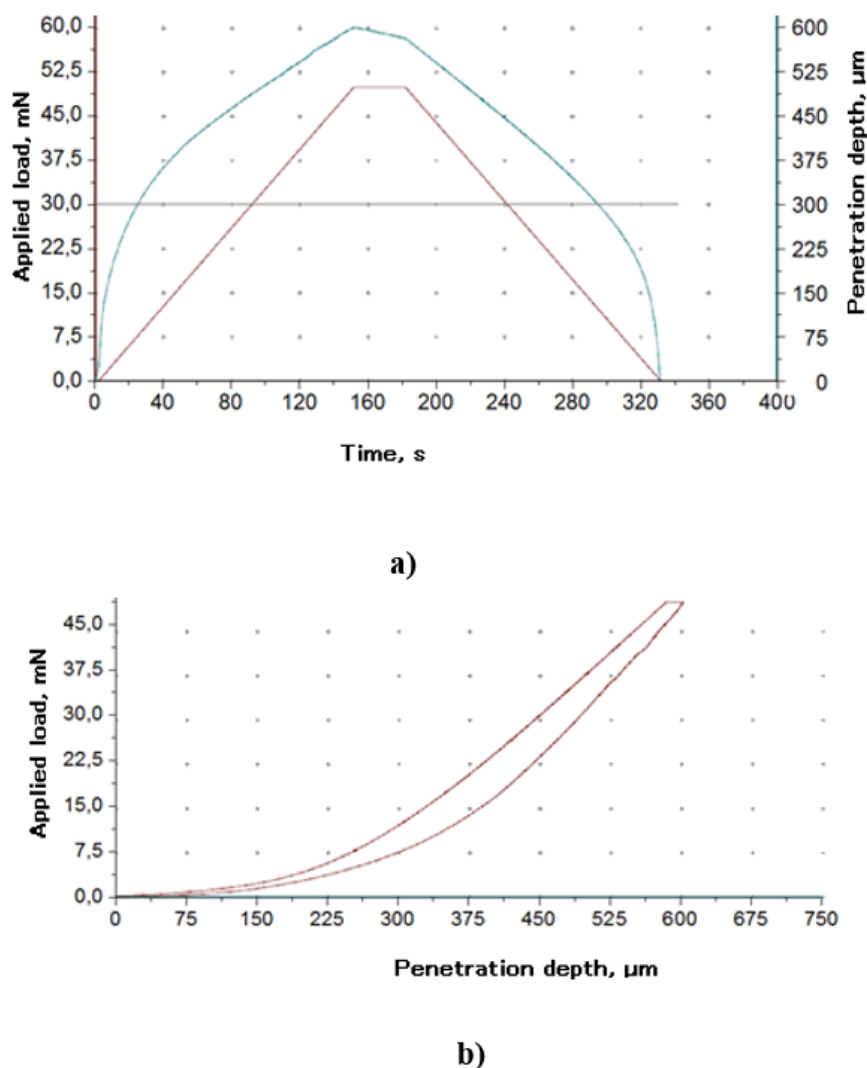 Applied load, mN
60,0
52,5
45,0
37,5
30,0
22,5
15,0
7,5
0,0
600
525
450
375
300
225
150
75
0
Penetration depth, µm
0 40 80 120 160 200 240 280 320 360 400
Time, s
a)
Applied load, mN
45,0
37,5
30,0
22,5
15,0
7,5
0,0
0 75 150 225 300 375 450 525 600 675 750
Penetration depth, µm
b)